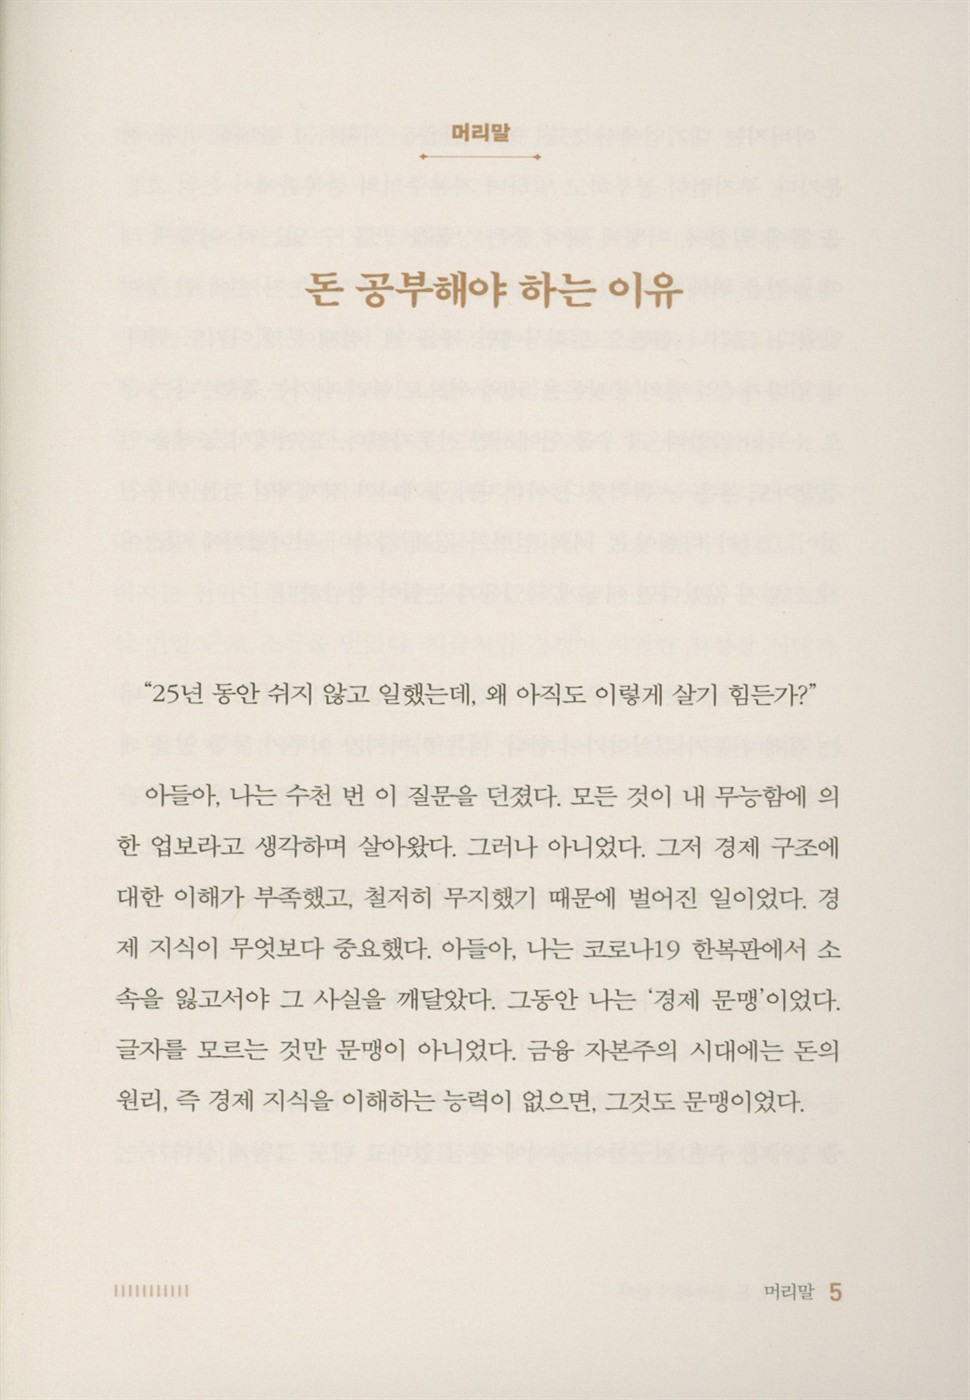 머리말
돈 공부해야 하는 이유
“25년 동안 쉬지 않고 일했는데, 왜 아직도 이렇게 살기 힘든가?”
아들아, 나는 수천 번 이 질문을 던졌다. 모든 것이 내 무능함에 의
한 업보라고 생각하며 살아왔다. 그러나 아니었다. 그저 경제 구조에
대한 이해가 부족했고, 철저히 무지했기 때문에 벌어진 일이었다. 경
제 지식이 무엇보다 중요했다. 아들아, 나는 코로나19 한복판에서 소
속을 잃고서야 그 사실을 깨달았다. 그동안 나는 ‘경제 문맹’이었다.
글자를 모르는 것만 문맹이 아니었다. 금융 자본주의 시대에는 돈의
원리, 즉 경제 지식을 이해하는 능력이 없으면, 그것도 문맹이었다.
머리말 5